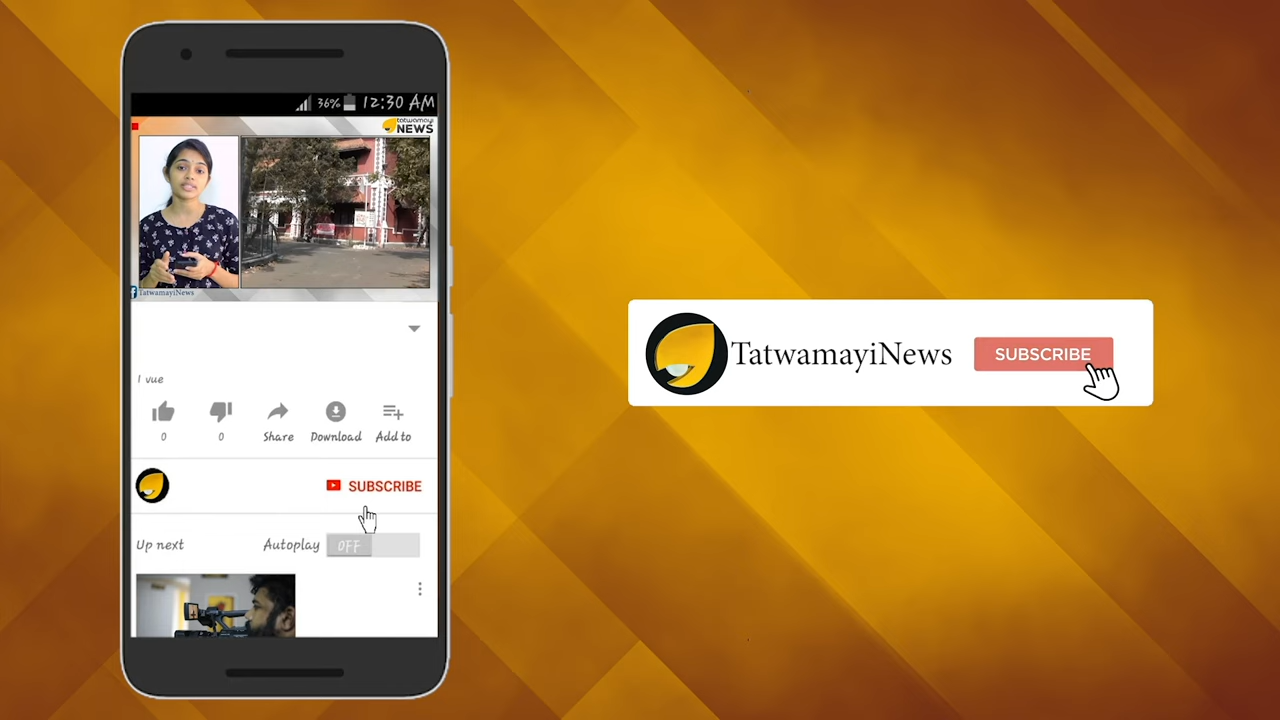 36% 12:30 AM
tatwamayi
NEWS
TatwamayiNews
1 vue
0 0 Share Download Add to
SUBSCRIBE
Up next Autoplay OFF
TatwamayiNews SUBSCRIBE